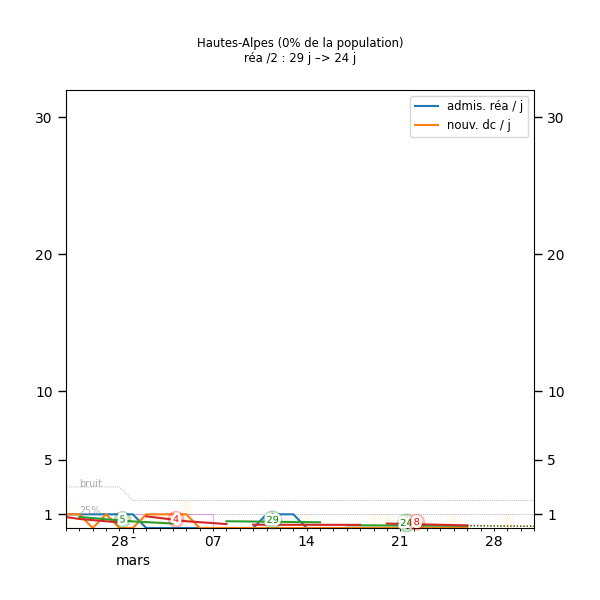 Hautes-Alpes (0% de la population)
réa /2 : 29 j –> 24 j
admis. réa / j
nouv. dc / j
30 30
20 20
10 10
5 5
bruit
25%
1 1
5 4 29 24 8
28 07 14 21 28
mars